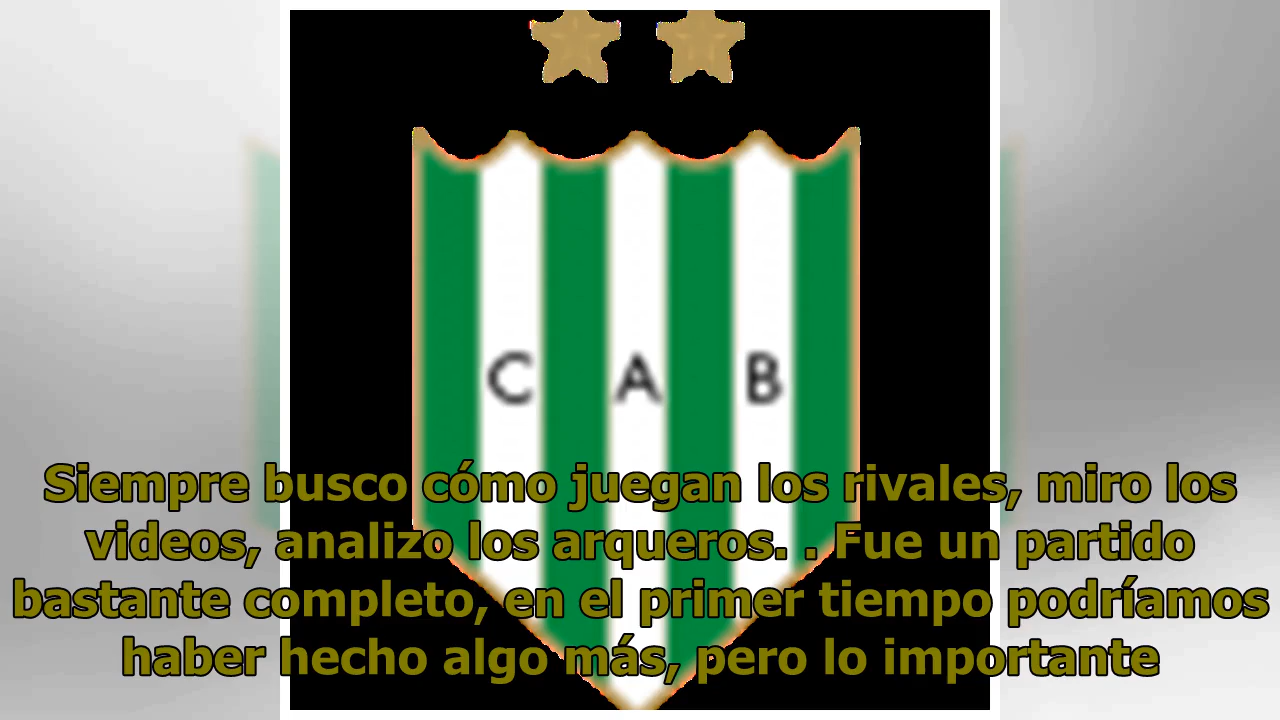 C A B
Siempre busco cómo juegan los rivales, miro los
videos, analizo los arqueros. . Fue un partido
bastante completo, en el primer tiempo podríamos
haber hecho algo más, pero lo importante